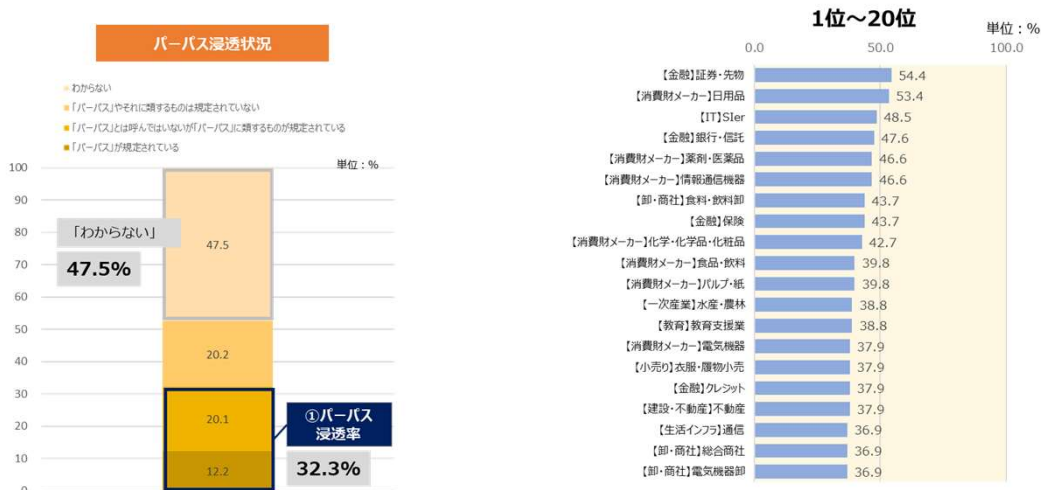 パーパス浸透状況
わからない
「パーパス」やそれに類するものは規定されていない
「パーパス」とは呼んではいないが「パーパス」に類するものが規定されている
「パーパス」が規定されている
単位：%
100
90
80
70
60
50
40
30
20
10
0
「わからない」
47.5%
47.5
20.2
20.1
12.2
①パーパス
浸透率
32.3%
1位～20位
単位：%
0.0 50.0 100.0
【金融】証券・先物 54.4
【消費財メーカー】日用品 53.4
【IT】SIer 48.5
【金融】銀行・信託 47.6
【消費財メーカー】薬剤・医薬品 46.6
【消費財メーカー】情報通信機器 46.6
【卸・商社】食料・飲料卸 43.7
【金融】保険 43.7
【消費財メーカー】化学・化学品・化粧品 42.7
【消費財メーカー】食品・飲料 39.8
【消費財メーカー】パルプ・紙 39.8
【一次産業】水産・農林 38.8
【教育】教育支援業 38.8
【消費財メーカー】電気機器 37.9
【小売り】衣服・履物小売 37.9
【金融】クレジット 37.9
【建設・不動産】不動産 37.9
【生活インフラ】通信 36.9
【卸・商社】総合商社 36.9
【卸・商社】電気機器卸 36.9